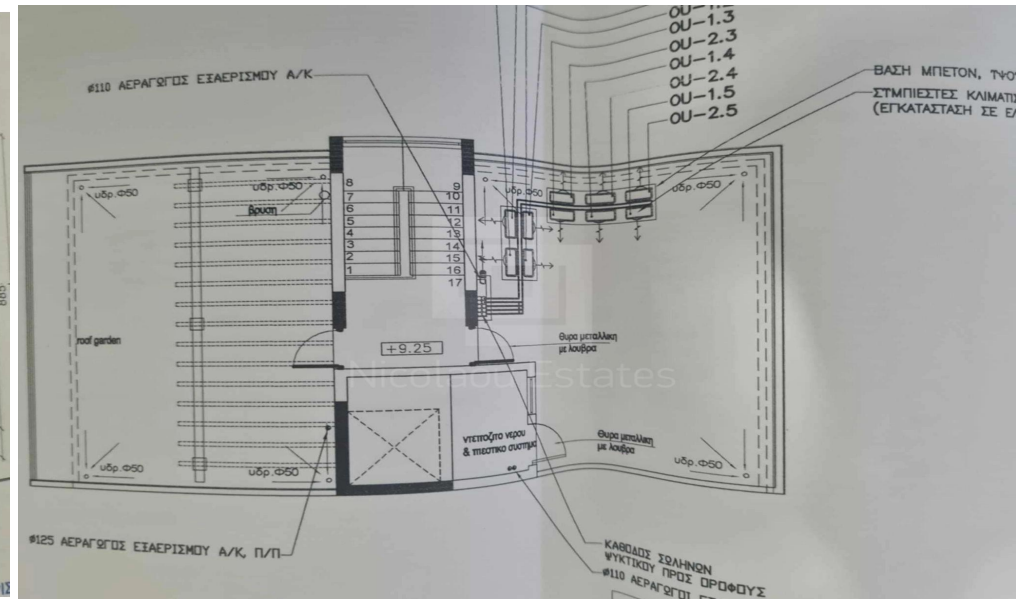 OU-1.3
OU-2.3
OU-1.4
OU-2.4
OU-1.5
OU-2.5
ø110 ΑΕΡΑΓΩΓΟΣ ΕΞΑΕΡΙΣΜΟΥ Α/Κ
ΒΑΣΗ ΜΠΕΤΟΝ,
ΣΤΜΠΙΕΣΤΕΣ
(ΕΓΚΑΤΑΣΤΑΣΗ ΣΕ
υδρ.Φ50
υδρ.Φ50
βρυση
υδρ.Φ50
υδρ.Φ50
8
7
6
5
4
3
2
1
9
10
11
12
13
14
15
16
17
roof garden
+9.25
θυρα μεταλλικη
με λουβρα
Nicolaou Estates
ντεποζιτο νερου
& πιεστικο συστημα
θυρα μεταλλικη
με λουβρα
υδρ.Φ50
υδρ.Φ50
υδρ.Φ50
ø125 ΑΕΡΑΓΩΓΟΣ ΕΞΑΕΡΙΣΜΟΥ Α/Κ, Π/Π
ΚΑΘΟΔΟΣ ΣΩΛΗΝΩΝ
ΨΥΚΤΙΚΟΥ ΠΡΟΣ ΟΡΟΦΟΥΣ
ø110 ΑΕΡΑΓΩΓΟΙ